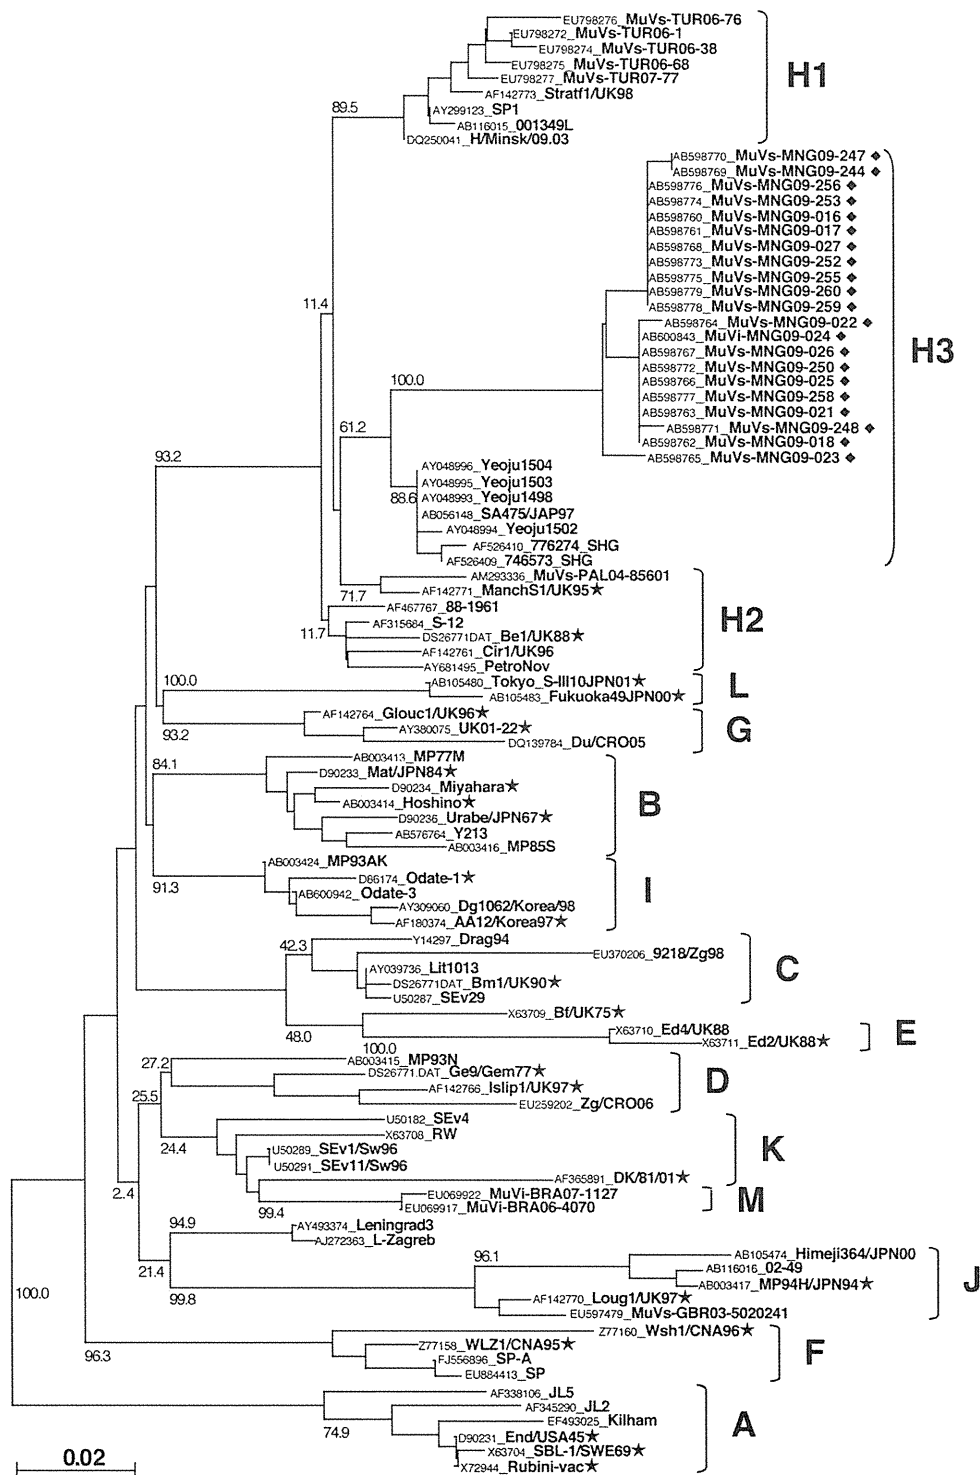 EU798276_MuVs-TUR06-76
EU798272_MuVs-TUR06-1
EU798274_MuVs-TUR06-38
EU798275_MuVs-TUR06-68
EU798277_MuVs-TUR07-77
AF142773_Stratf1/UK98
AY299123_SP1
AB116015_001349L
DQ250041_H/Minsk/09.03
H1
89.5
AB598770_MuVs-MNG09-247 ◆
AB598769_MuVs-MNG09-244 ◆
AB598776_MuVs-MNG09-256 ◆
AB598774_MuVs-MNG09-253 ◆
AB598760_MuVs-MNG09-016 ◆
AB598761_MuVs-MNG09-017 ◆
AB598768_MuVs-MNG09-027 ◆
AB598773_MuVs-MNG09-252 ◆
AB598775_MuVs-MNG09-255 ◆
AB598779_MuVs-MNG09-260 ◆
AB598778_MuVs-MNG09-259 ◆
11.4
AB598764_MuVs-MNG09-022 ◆
AB600843_MuVi-MNG09-024 ◆
AB598767_MuVs-MNG09-026 ◆
H3
AB598772_MuVs-MNG09-250 ◆
AB598766_MuVs-MNG09-025 ◆
100.0
AB598777_MuVs-MNG09-258 ◆
AB598763_MuVs-MNG09-021 ◆
AB598771_MuVs-MNG09-248 ◆
61.2
AB598762_MuVs-MNG09-018 ◆
AB598765_MuVs-MNG09-023 ◆
93.2
AY048996_Yeoju1504
AY048995_Yeoju1503
AY048993_Yeoju1498
88.6
AB056148_SA475/JAP97
AY048994_Yeoju1502
AF526410_776274_SHG
AF526409_746573_SHG
AM293336_MuVs-PAL04-85601
AF142771_ManchS1/UK95★
71.7
AF467767_88-1961
AF315684_S-12
H2
11.7
DS26771DAT_Be1/UK88★
AF142761_Cir1/UK96
AY681495_PetroNov
100.0
AB105480_Tokyo_S-III10JPN01★
L
AB105483_Fukuoka49JPN00★
AF142764_Glouc1/UK96★
93.2
AY380075_UK01-22★
G
DQ139784_Du/CRO05
84.1
AB003413_MP77M
D90233_Mat/JPN84★
D90234_Miyahara★
AB003414_Hoshino★
B
D90236_Urabe/JPN67★
AB576764_Y213
AB003416_MP85S
AB003424_MP93AK
91.3
D86174_Odate-1★
AB600942_Odate-3
I
AY309060_Dg1062/Korea/98
AF180374_AA12/Korea97★
42.3
Y14297_Drag94
EU370206_9218/Zg98
AY039736_Lit1013
C
DS26771DAT_Bm1/UK90★
U50287_SEv29
X63709_Bf/UK75★
48.0
X63710_Ed4/UK88
E
100.0
X63711_Ed2/UK88★
27.2
AB003415_MP93N
DS26771.DAT_Ge9/Gem77★
D
AF142766_Islip1/UK97★
25.5
EU259202_Zg/CRO06
U50182_SEv4
24.4
X63708_RW
U50289_SEv1/Sw96
K
U50291_SEv11/Sw96
AF365891_DK/81/01★
2.4
EU069922_MuVi-BRA07-1127
M
99.4
EU069917_MuVi-BRA06-4070
94.9
AY493374_Leningrad3
AJ272363_L-Zagreb
96.1
AB105474_Himeji364/JPN00
21.4
AB116016_02-49
AB003417_MP94H/JPN94★
J
100.0
99.8
AF142770_Loug1/UK97★
EU597479_MuVs-GBR03-5020241
Z77160_Wsh1/CNA96★
96.3
Z77158_WLZ1/CNA95★
F
FJ556896_SP-A
EU884413_SP
AF338106_JL5
AF345290_JL2
74.9
EF493025_Kilham
A
D90231_End/USA45★
X63704_SBL-1/SWE69★
X72944_Rubini-vac★
0.02